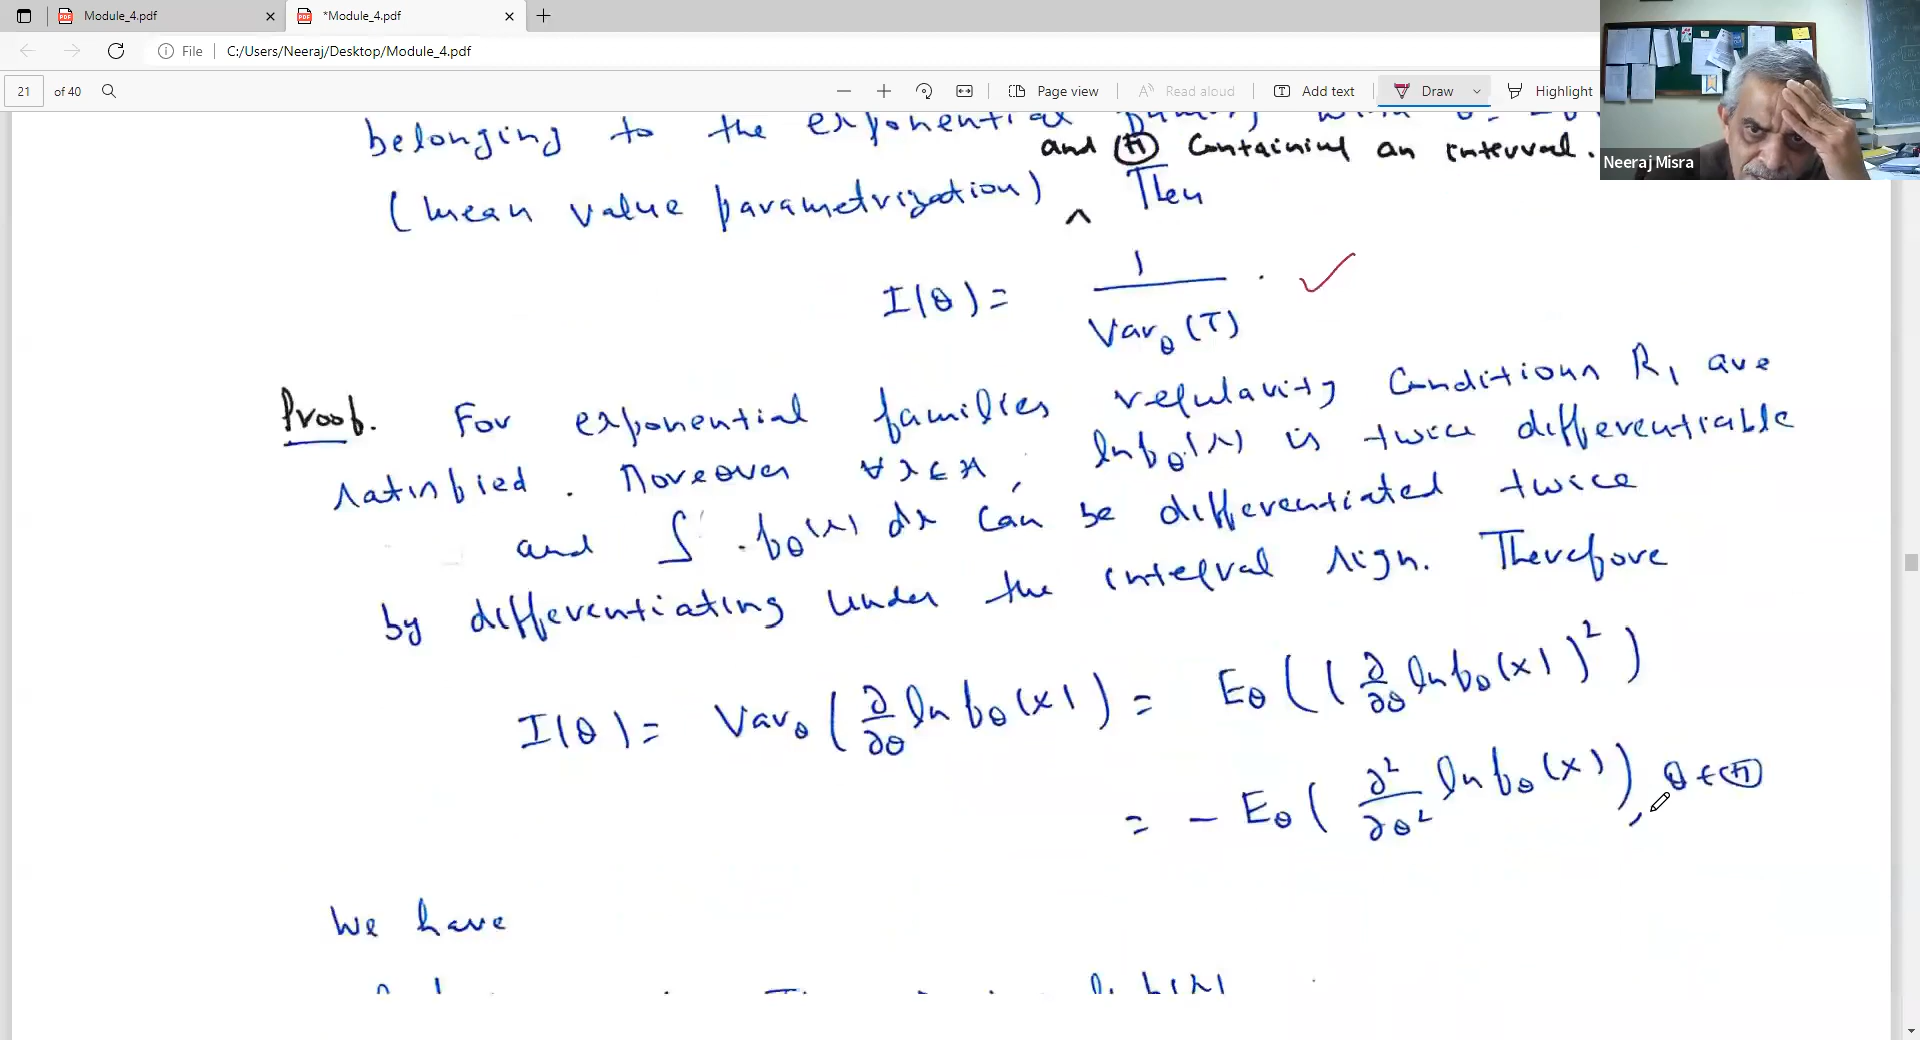 Module_4.pdf
*Module_4.pdf
File C:/Users/Neeraj/Desktop/Module_4.pdf
21 of 40 Page view Read aloud Add text Draw Highlight
Neeraj Misra
belonging to the exponential family with
and Ⓗ containing an interval.
(mean value parametrization) ^ Then
I(θ) = 1 / Var_θ(T) . ✓
Proof. For exponential families regularity conditions R₁ are
satisfied. Moreover ∀ x ∈ 𝒳, ln f_θ(x) is twice differentiable
and ∫ f_θ(x) dx can be differentiated twice
by differentiating under the integral sign. Therefore
I(θ) = Var_θ(∂/∂θ ln f_θ(X)) = E_θ((∂/∂θ ln f_θ(X))²)
= - E_θ(∂²/∂θ² ln f_θ(X)), θ ∈ Ⓗ
We have